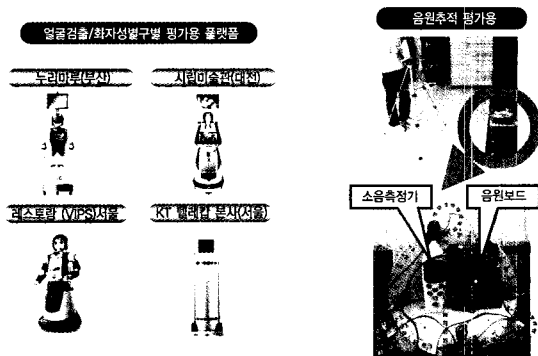 얼굴검출/화자성별구별 평가용 플랫폼
음원추적 평가용
누리마루(부산)
시립미술관(대전)
레스토랑 (VIPS)서울
KT 텔레캅 본사(서울)
소음측정기
음원보드